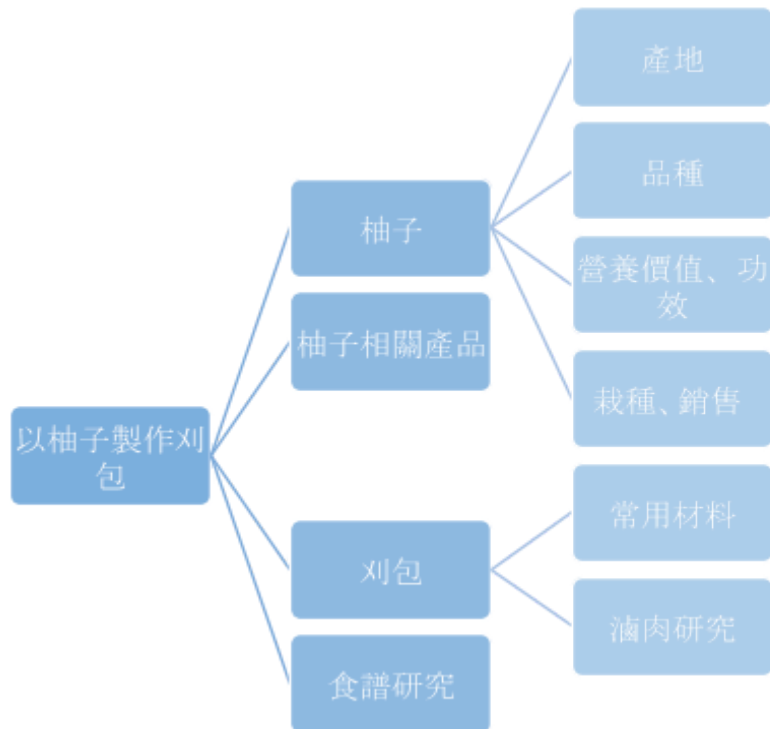 以柚子製作刈
包
柚子
產地
品種
營養價值、功
效
栽種、銷售
柚子相關產品
刈包
常用材料
滷肉研究
食譜研究